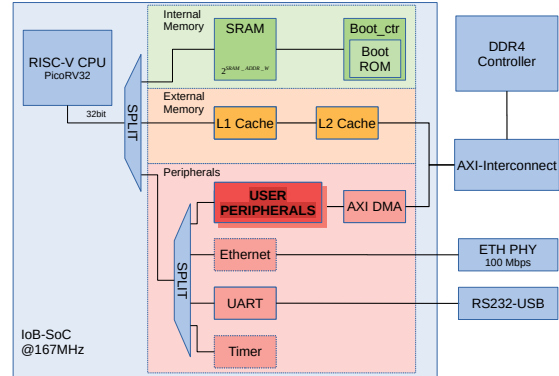 Internal
Memory
SRAM
2^SRAM_ADDR_W
Boot_ctr
Boot
ROM
RISC-V CPU
PicoRV32
32bit
SPLIT
External
Memory
L1 Cache
L2 Cache
DDR4
Controller
AXI-Interconnect
Peripherals
USER
PERIPHERALS
AXI DMA
SPLIT
Ethernet
ETH PHY
100 Mbps
UART
RS232-USB
Timer
IoB-SoC
@167MHz